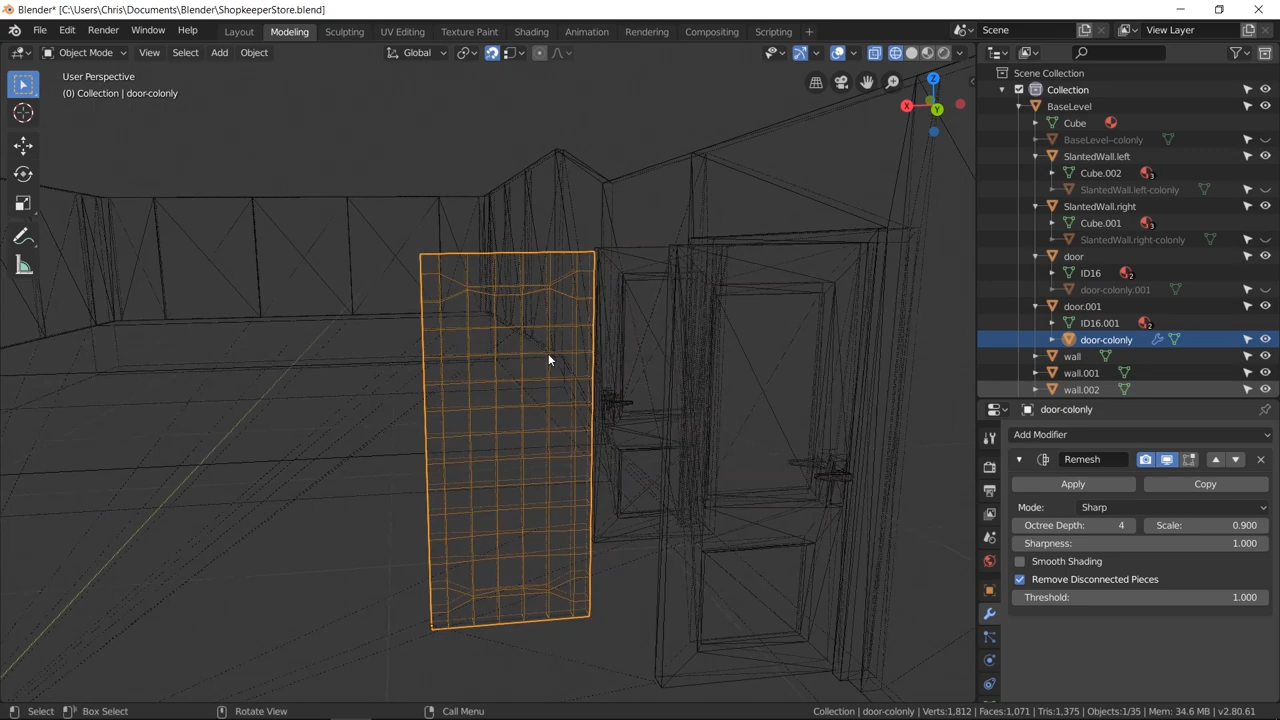 Blender* [C:\Users\Chris\Documents\Blender\ShopkeeperStore.blend]
File Edit Render Window Help Layout Modeling Sculpting UV Editing Texture Paint Shading Animation Rendering Compositing Scripting + Scene View Layer
Object Mode View Select Add Object Global
User Perspective
(0) Collection | door-colonly
X Y Z
Scene Collection
Collection
BaseLevel
Cube
BaseLevel--colonly
SlantedWall.left
Cube.002 3
SlantedWall.left-colonly
SlantedWall.right
Cube.001 3
SlantedWall.right-colonly
door
ID16 2
door-colonly.001
door.001
ID16.001 2
door-colonly
wall
wall.001
wall.002
door-colonly
Add Modifier
Remesh
Apply Copy
Mode: Sharp
Octree Depth: 4 Scale: 0.900
Sharpness: 1.000
Smooth Shading
Remove Disconnected Pieces
Threshold: 1.000
Select Box Select Rotate View Call Menu Collection | door-colonly | Verts:1,812 | Faces:1,071 | Tris:1,375 | Objects:1/35 | Mem: 34.6 MB | v2.80.61